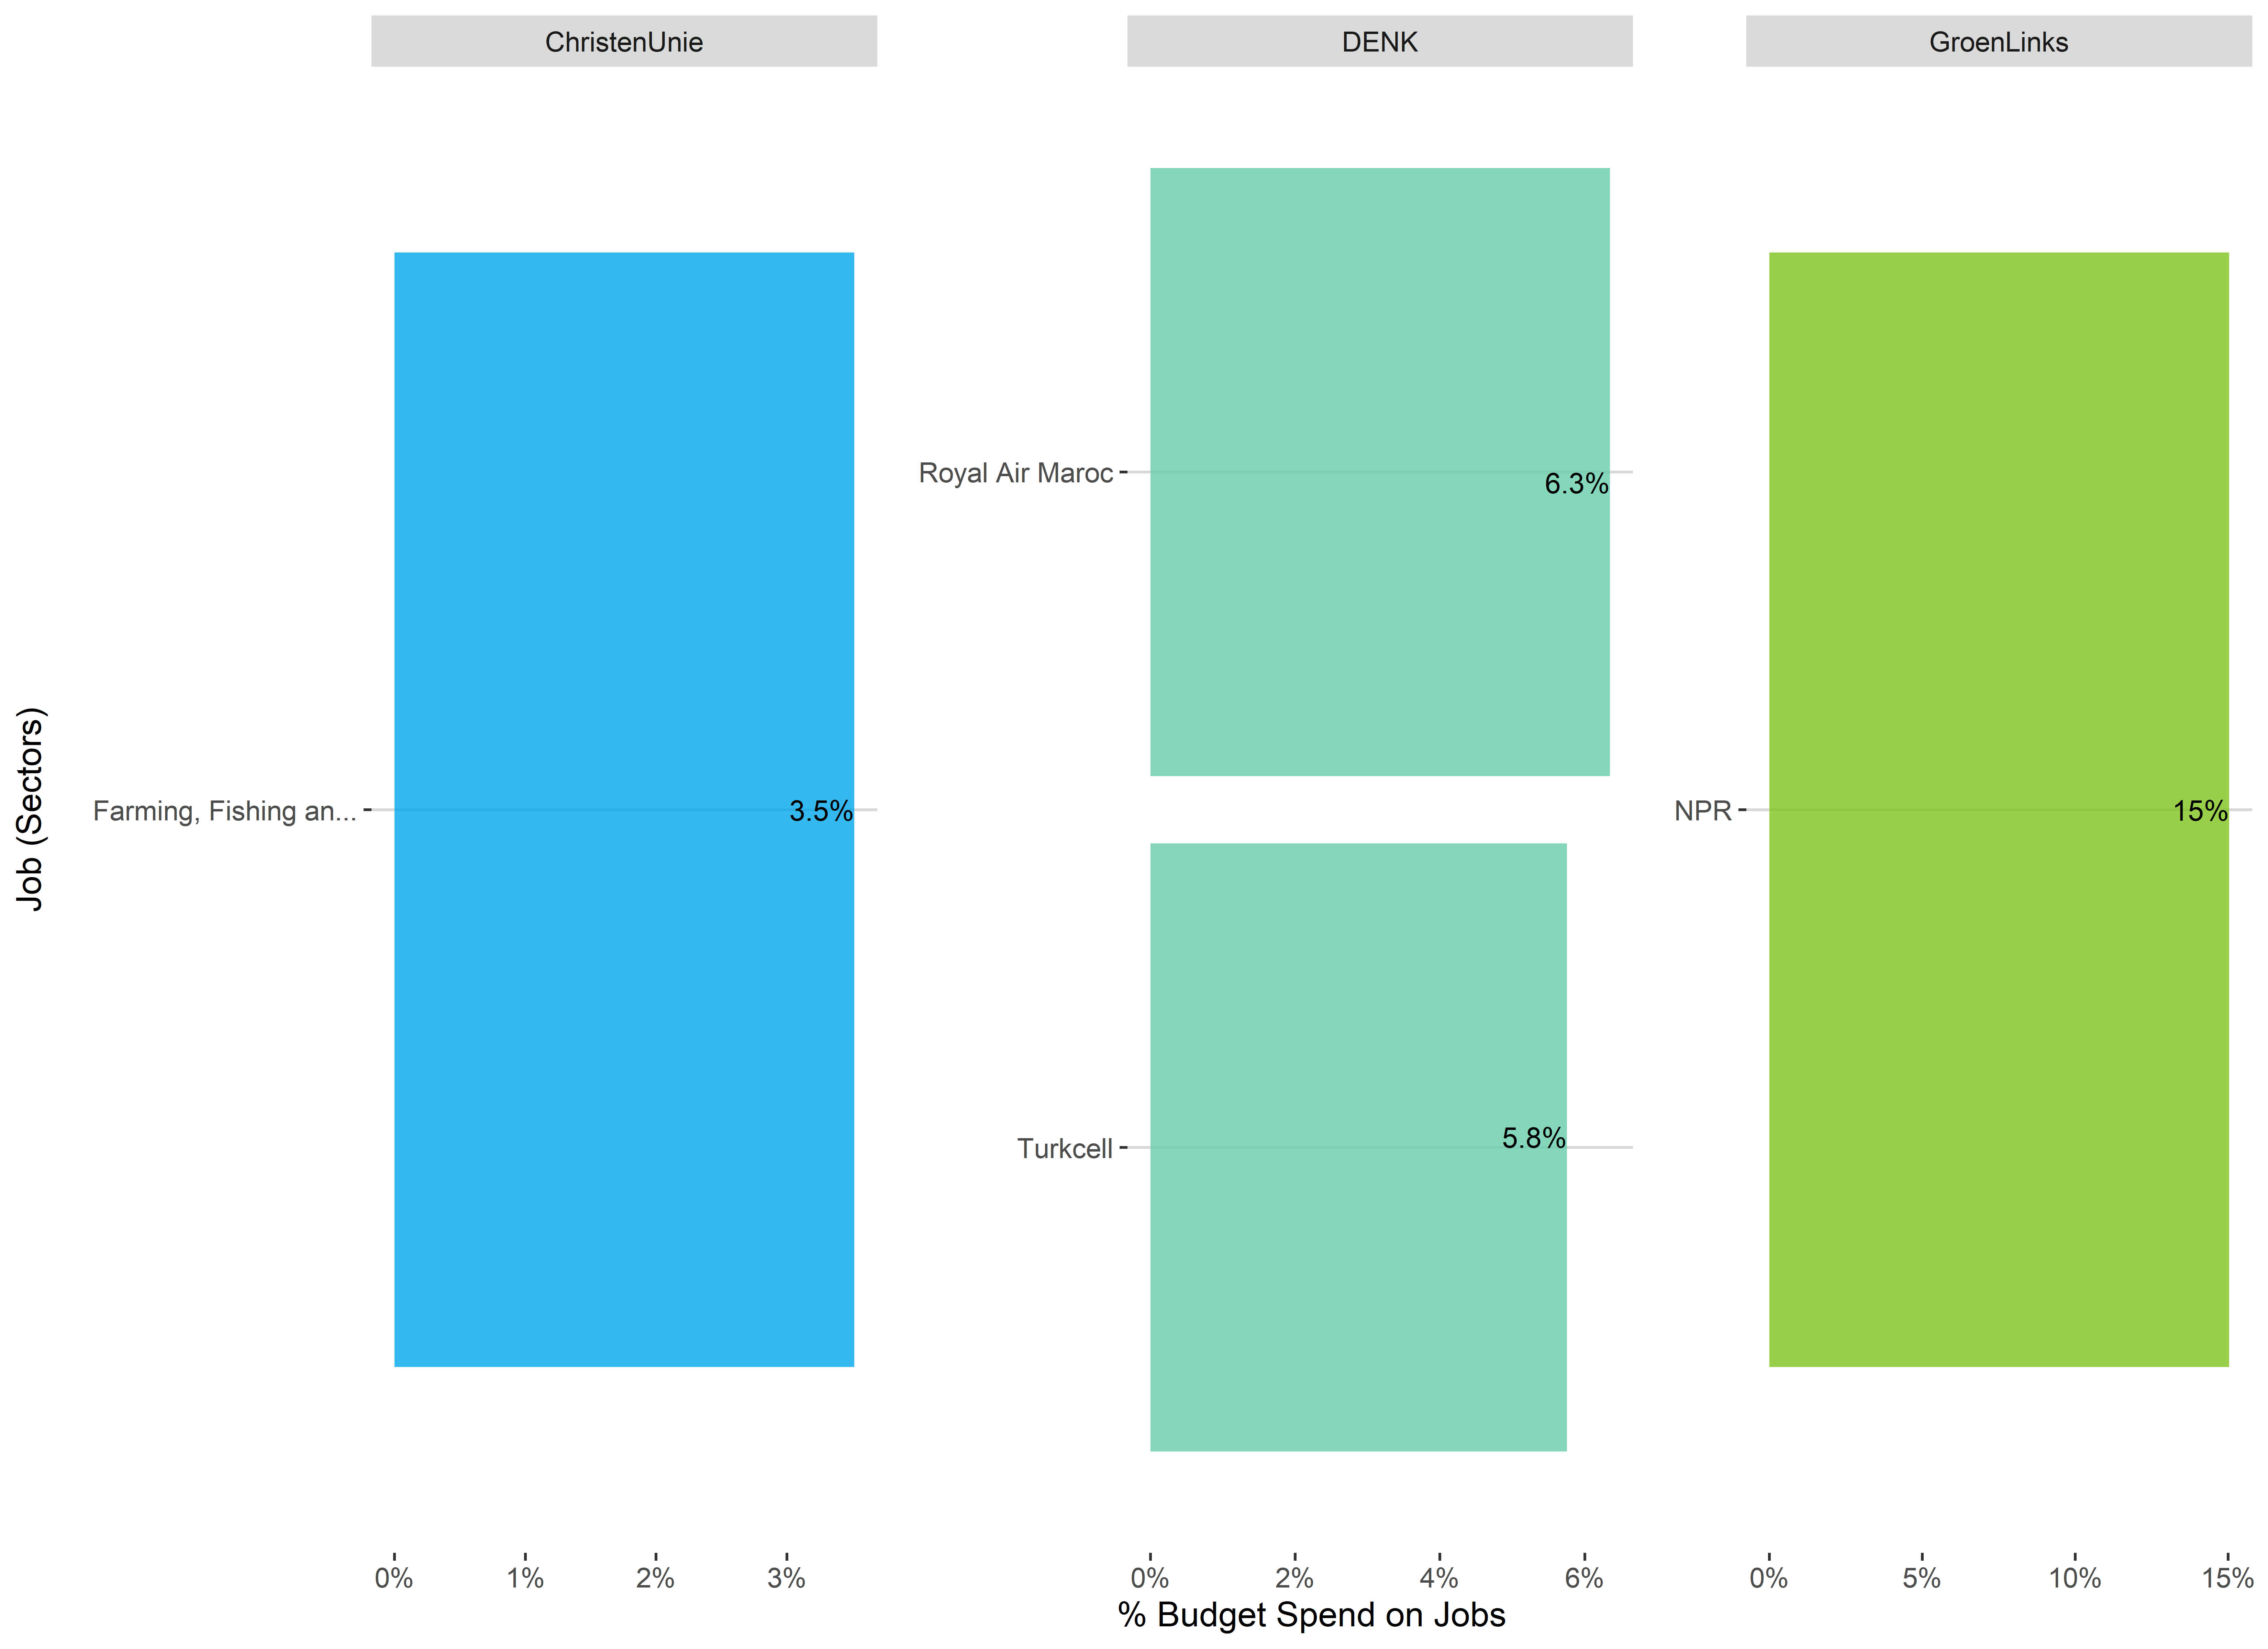 ChristenUnie
DENK
GroenLinks
Job (Sectors)
Farming, Fishing an...
3.5%
Royal Air Maroc
6.3%
Turkcell
5.8%
NPR
15%
0% 1% 2% 3%
0% 2% 4% 6%
0% 5% 10% 15%
% Budget Spend on Jobs